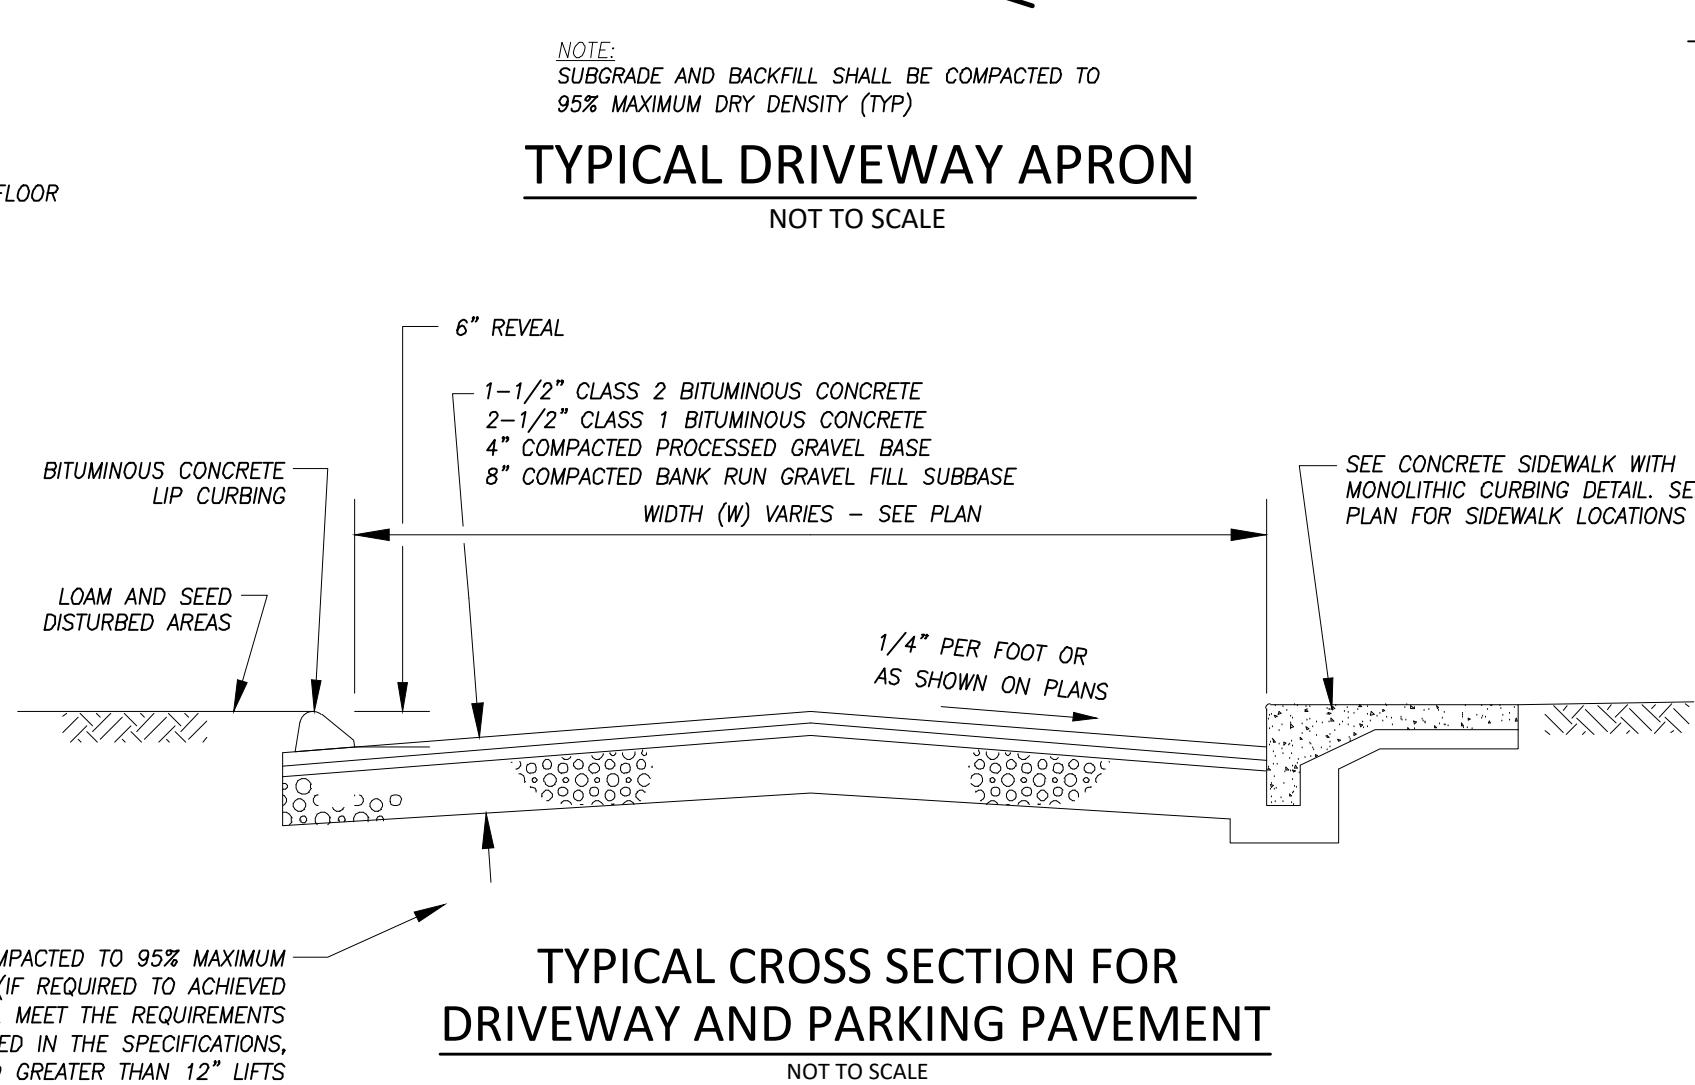 NOTE:
SUBGRADE AND BACKFILL SHALL BE COMPACTED TO
95% MAXIMUM DRY DENSITY (TYP)
TYPICAL DRIVEWAY APRON
NOT TO SCALE
FLOOR
6" REVEAL
1-1/2" CLASS 2 BITUMINOUS CONCRETE
2-1/2" CLASS 1 BITUMINOUS CONCRETE
4" COMPACTED PROCESSED GRAVEL BASE
8" COMPACTED BANK RUN GRAVEL FILL SUBBASE
WIDTH (W) VARIES - SEE PLAN
BITUMINOUS CONCRETE
LIP CURBING
LOAM AND SEED
DISTURBED AREAS
SEE CONCRETE SIDEWALK WITH
MONOLITHIC CURBING DETAIL. SE
PLAN FOR SIDEWALK LOCATIONS
1/4" PER FOOT OR
AS SHOWN ON PLANS
MPACTED TO 95% MAXIMUM
(IF REQUIRED TO ACHIEVED
MEET THE REQUIREMENTS
ED IN THE SPECIFICATIONS,
GREATER THAN 12" LIFTS
TYPICAL CROSS SECTION FOR
DRIVEWAY AND PARKING PAVEMENT
NOT TO SCALE